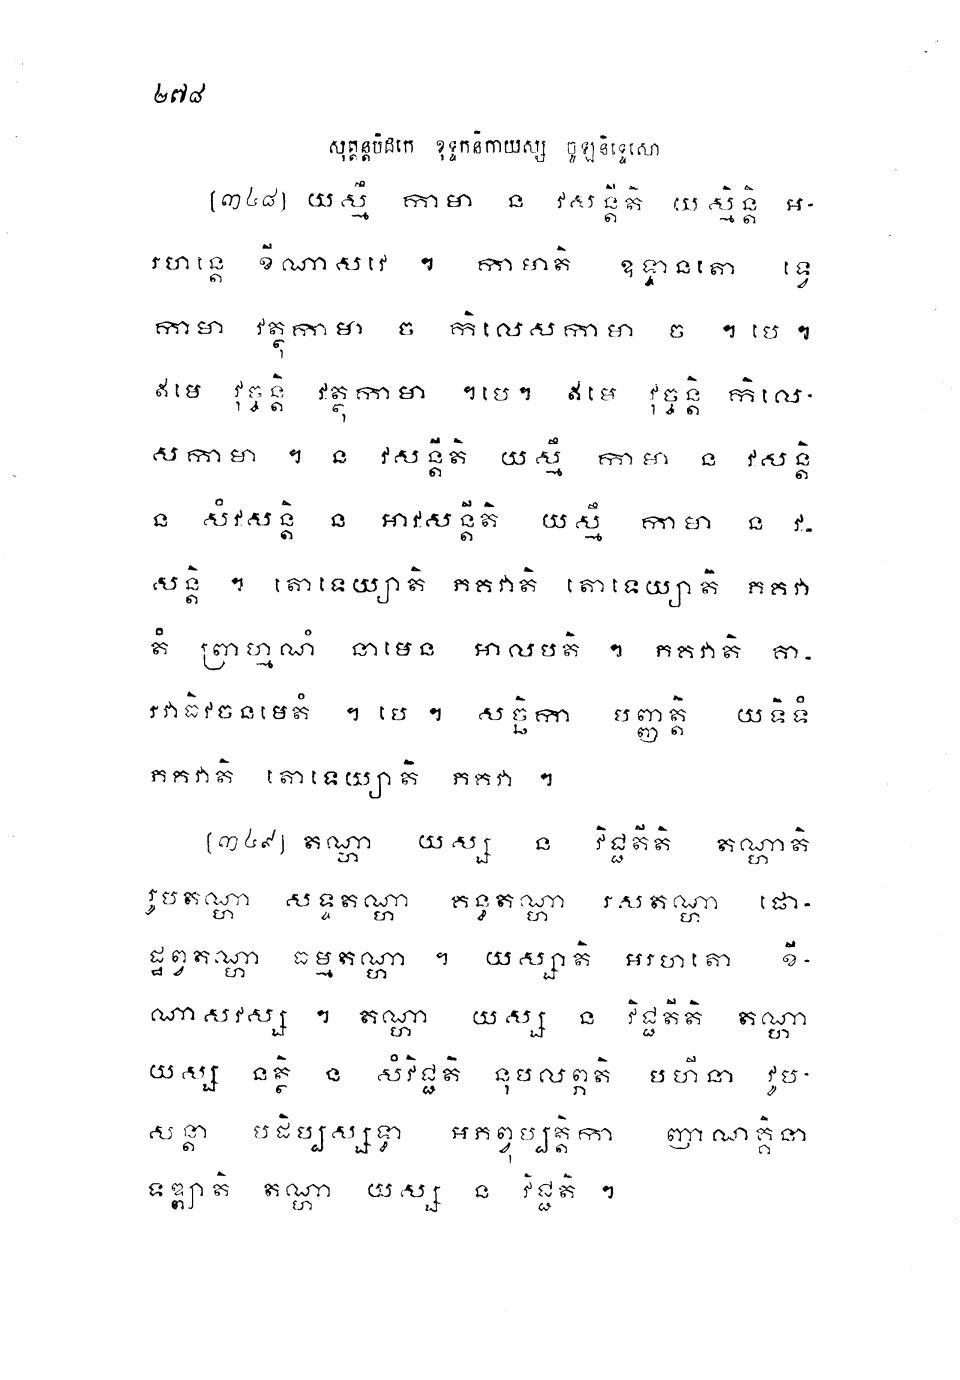 ២៧៨
សុត្តន្តបិដកេ ខុទ្ទកនិកាយស្ស ចូឡនិទ្ទេសោ
[៣៤៨] យស្មឹ កាមា ន វសន្តីតិ យស្មិន្តិ អ-
រហន្តេ ខីណាសវេ ។ កាមាតិ ឧទ្ទានតោ ទ្វេ
កាមា វត្ថុកាមា ច កិលេសកាមា ច ។ បេ ។
ឥមេ វុច្ចន្តិ វត្ថុកាមា ។ បេ ។ ឥមេ វុច្ចន្តិ កិលេ-
សកាមា ។ ន វសន្តីតិ យស្មឹ កាមា ន វសន្តិ
ន សំវសន្តិ ន អាវសន្តីតិ យស្មឹ កាមា ន វ-
សន្តិ ។ តោទេយ្យាតិ ភគវាតិ តោទេយ្យាតិ ភគវា
តំ ព្រាហ្មណំ នាមេន អាលបតិ ។ ភគវាតិ គា-
រវាធិវចនមេតំ ។ បេ ។ សច្ឆិកា បញ្ញត្តិ យទិទំ
ភគវាតិ តោទេយ្យាតិ ភគវា ។
[៣៤៩] តណ្ហា យស្ស ន វិជ្ជតីតិ តណ្ហាតិ
រូបតណ្ហា សទ្ទតណ្ហា គន្ធតណ្ហា រសតណ្ហា ផោ-
ដ្ឋព្វតណ្ហា ធម្មតណ្ហា ។ យស្សាតិ អរហតោ ខី-
ណាសវស្ស ។ តណ្ហា យស្ស ន វិជ្ជតីតិ តណ្ហា
យស្ស នត្ថិ ន សំវិជ្ជតិ នុបលព្ភតិ បហីនា វូប-
សន្តា បដិប្បស្សទ្ធា អភព្វុប្បត្តិកា ញាណគ្គិនា
ទឌ្ឍាតិ តណ្ហា យស្ស ន វិជ្ជតិ ។